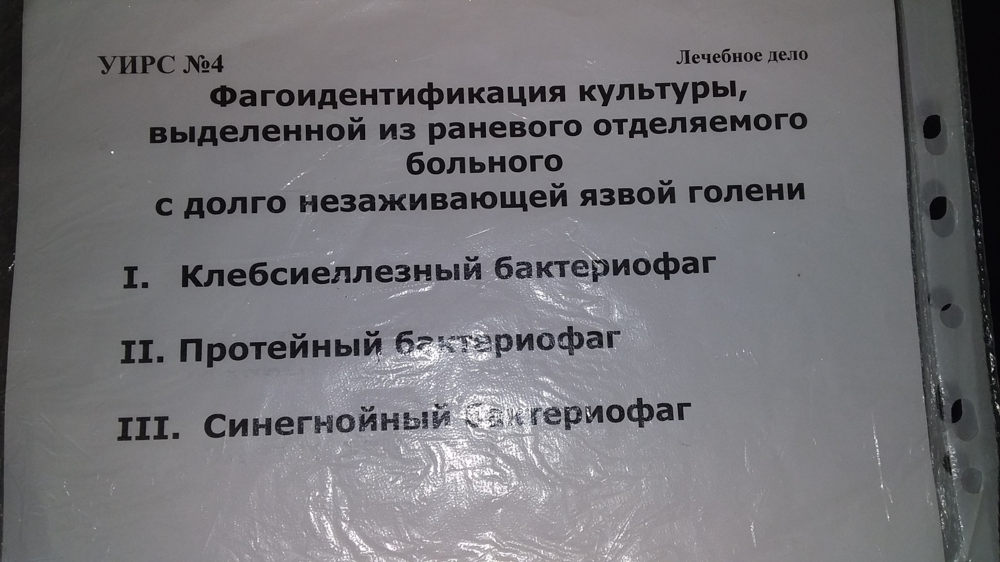 УИРС №4
Лечебное дело
Фагоидентификация культуры,
выделенной из раневого отделяемого
больного
с долго незаживающей язвой голени
I. Клебсиеллезный бактериофаг
II. Протейный бактериофаг
III. Синегнойный бактериофаг